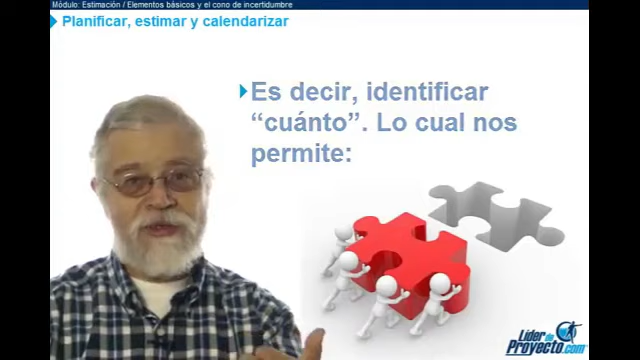 Módulo: Estimación / Elementos básicos y el cono de incertidumbre
Planificar, estimar y calendarizar
Es decir, identificar
“cuánto”. Lo cual nos
permite:
Líder de
Proyecto.com